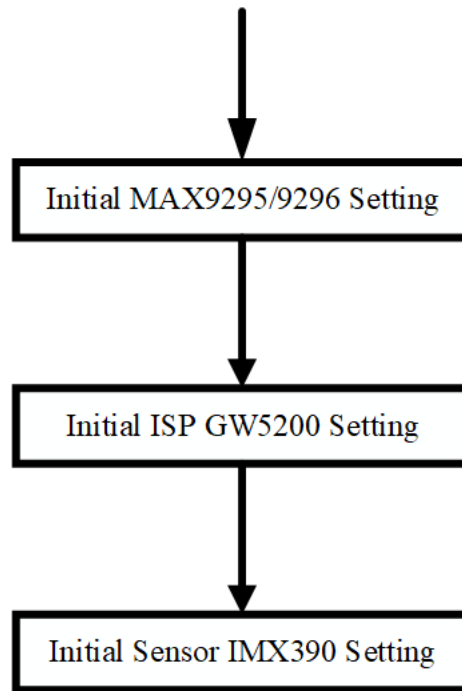 Initial MAX9295/9296 Setting
Initial ISP GW5200 Setting
Initial Sensor IMX390 Setting